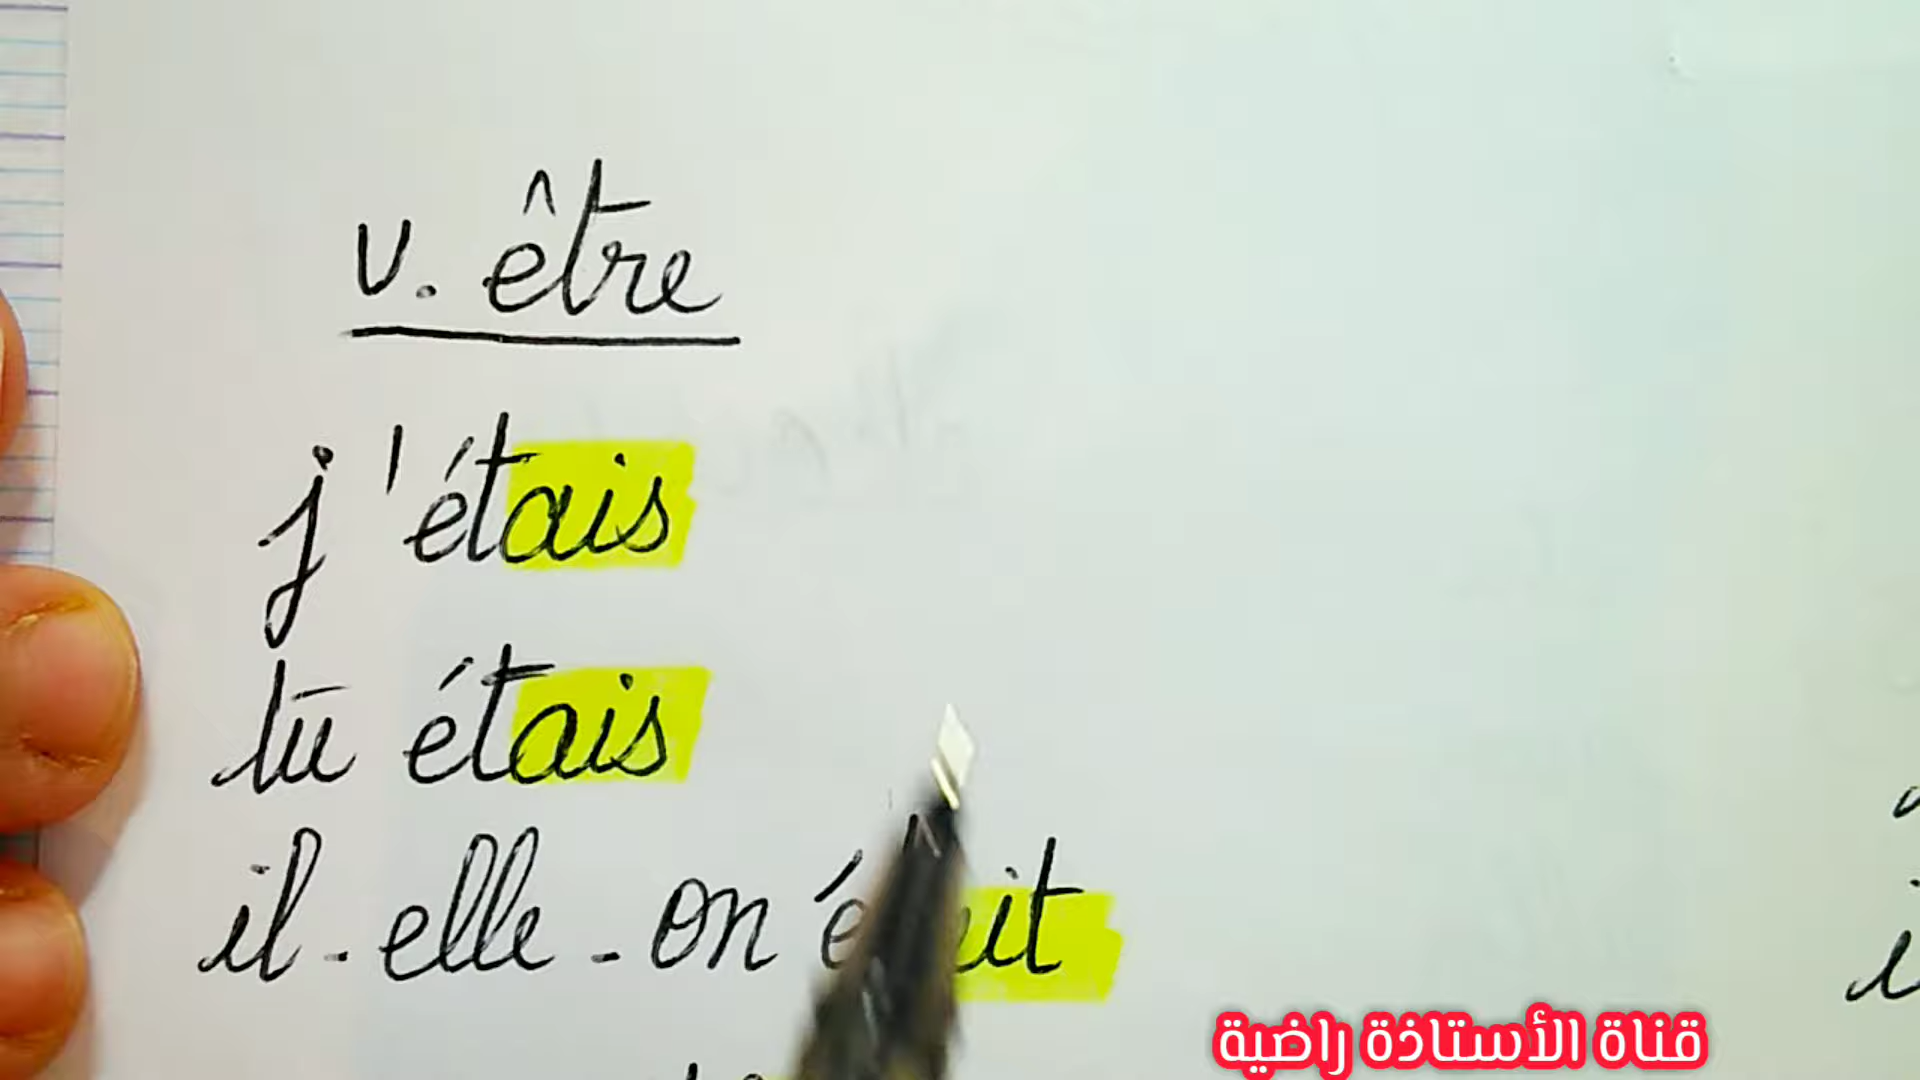 v. être
j'étais
tu étais
il - elle - on
قناة الأستاذة راضية